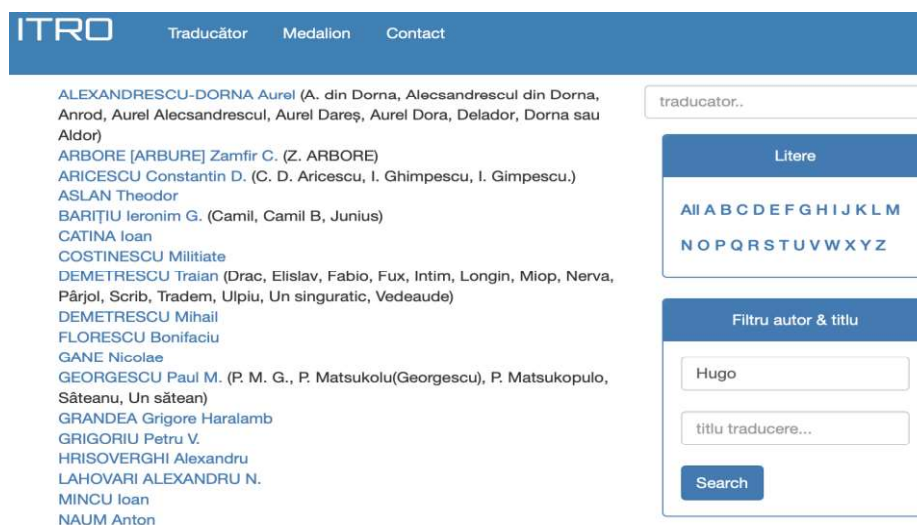 ITRO Traducător Medalion Contact
ALEXANDRESCU-DORNA Aurel (A. din Dorna, Alecsandrescul din Dorna,
Anrod, Aurel Alecsandrescul, Aurel Dareș, Aurel Dora, Delador, Dorna sau
Aldor)
ARBORE [ARBURE] Zamfir C. (Z. ARBORE)
ARICESCU Constantin D. (C. D. Aricescu, I. Ghimpescu, I. Gimpescu.)
ASLAN Theodor
BARIȚIU Ieronim G. (Camil, Camil B, Junius)
CATINA Ioan
COSTINESCU Militiate
DEMETRESCU Traian (Drac, Elislav, Fabio, Fux, Intim, Longin, Miop, Nerva,
Pârjol, Scrib, Tradem, Ulpiu, Un singuratic, Vedeaude)
DEMETRESCU Mihail
FLORESCU Bonifaciu
GANE Nicolae
GEORGESCU Paul M. (P. M. G., P. Matsukolu(Georgescu), P. Matsukopulo,
Sâteanu, Un sătean)
GRANDEA Grigore Haralamb
GRIGORIU Petru V.
HRISOVERGHI Alexandru
LAHOVARI ALEXANDRU N.
MINCU Ioan
NAUM Anton
traducator..
Litere
All A B C D E F G H I J K L M
N O P Q R S T U V W X Y Z
Filtru autor & titlu
Hugo
titlu traducere...
Search